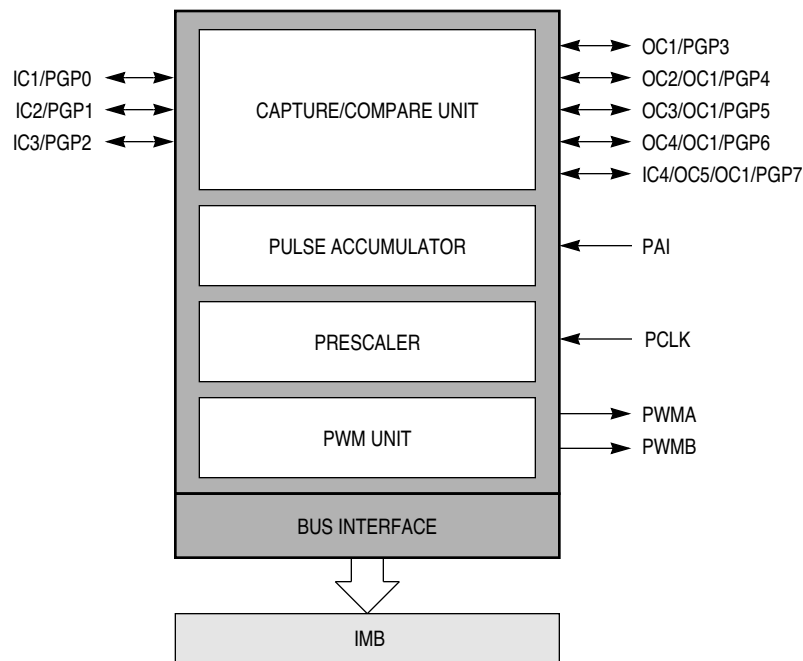 IC1/PGP0
IC2/PGP1
IC3/PGP2
CAPTURE/COMPARE UNIT
OC1/PGP3
OC2/OC1/PGP4
OC3/OC1/PGP5
OC4/OC1/PGP6
IC4/OC5/OC1/PGP7
PULSE ACCUMULATOR
PAI
PRESCALER
PCLK
PWM UNIT
PWMA
PWMB
BUS INTERFACE
IMB